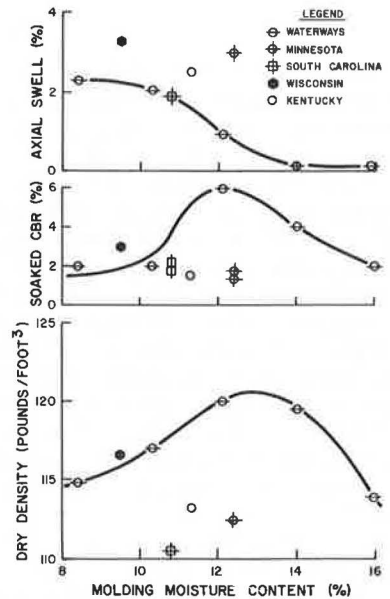 LEGEND
WATERWAYS
MINNESOTA
SOUTH CAROLINA
WISCONSIN
KENTUCKY
AXIAL SWELL (%)
4
2
0
SOAKED CBR (%)
6
4
2
0
DRY DENSITY (POUNDS/FOOT³)
125
120
115
110
8 10 12 14 16
MOLDING MOISTURE CONTENT (%)